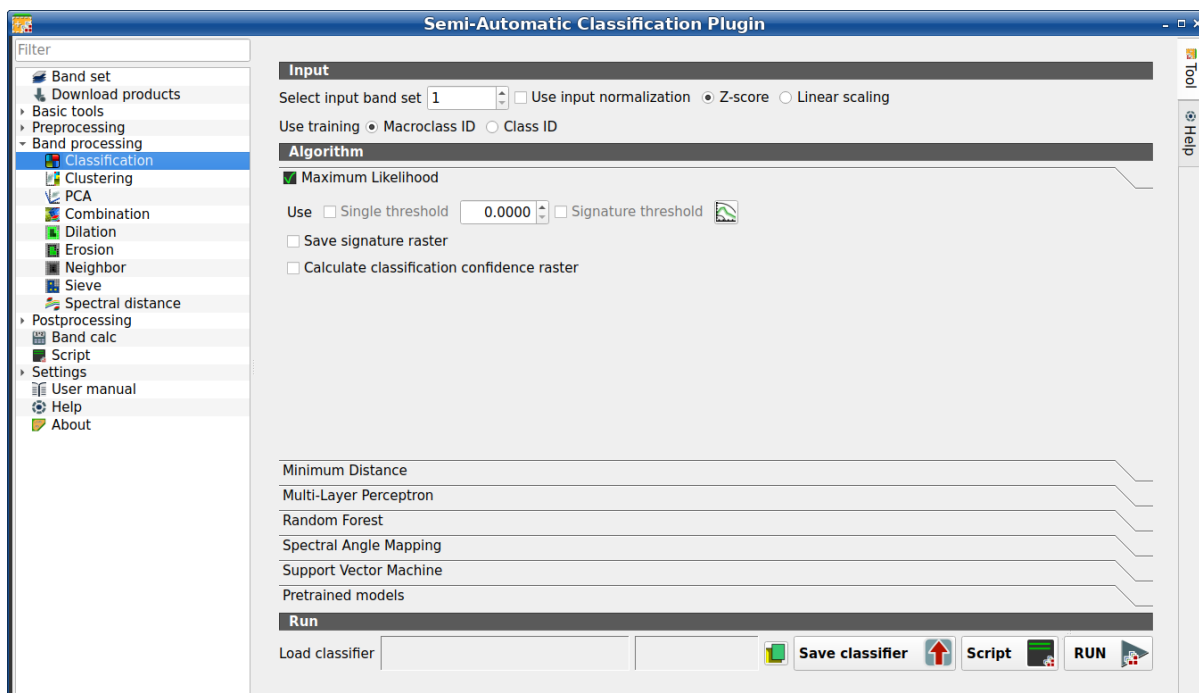 Semi-Automatic Classification Plugin
Filter
Band set
Download products
Basic tools
Preprocessing
Band processing
Classification
Clustering
PCA
Combination
Dilation
Erosion
Neighbor
Sieve
Spectral distance
Postprocessing
Band calc
Script
Settings
User manual
Help
About
Input
Select input band set 1 Use input normalization Z-score Linear scaling
Use training Macroclass ID Class ID
Algorithm
Maximum Likelihood
Use Single threshold 0.0000 Signature threshold
Save signature raster
Calculate classification confidence raster
Minimum Distance
Multi-Layer Perceptron
Random Forest
Spectral Angle Mapping
Support Vector Machine
Pretrained models
Run
Load classifier Save classifier Script RUN
Tool
Help